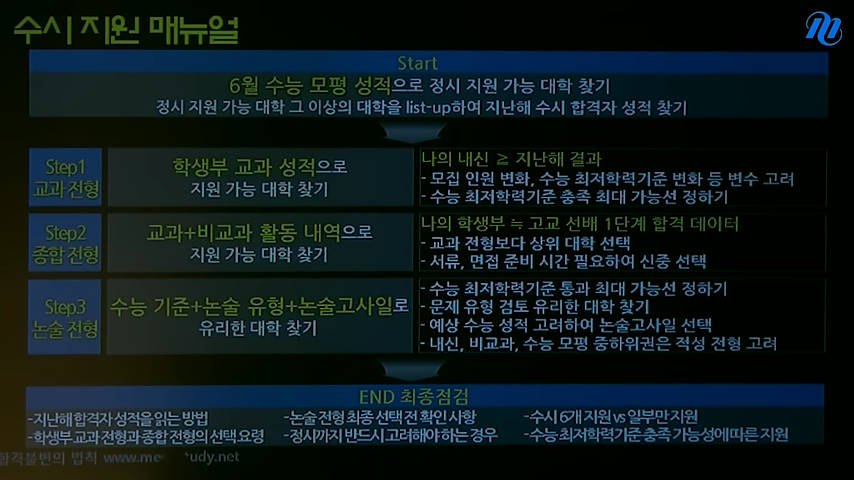 수시 지원 매뉴얼
Start
6월 수능 모평 성적으로 정시 지원 가능 대학 찾기
정시 지원 가능 대학 그 이상의 대학을 list-up하여 지난해 수시 합격자 성적 찾기
Step1
교과 전형
학생부 교과 성적으로
지원 가능 대학 찾기
나의 내신 ≧ 지난해 결과
- 모집 인원 변화, 수능 최저학력기준 변화 등 변수 고려
- 수능 최저학력기준 충족 최대 가능선 정하기
Step2
종합 전형
교과+비교과 활동 내역으로
지원 가능 대학 찾기
나의 학생부 ≒ 고교 선배 1단계 합격 데이터
- 교과 전형보다 상위 대학 선택
- 서류, 면접 준비 시간 필요하여 신중 선택
Step3
논술 전형
수능 기준+논술 유형+논술고사일로
유리한 대학 찾기
- 수능 최저학력기준 통과 최대 가능선 정하기
- 문제 유형 검토 유리한 대학 찾기
- 예상 수능 성적 고려하여 논술고사일 선택
- 내신, 비교과, 수능 모평 중하위권은 적성 전형 고려
END 최종점검
-지난해 합격자 성적을 읽는 방법
-학생부 교과 전형과 종합 전형의 선택 요령
-논술 전형 최종 선택 전 확인 사항
-정시까지 반드시 고려해야 하는 경우
-수시 6개 지원 vs 일부만 지원
-수능 최저학력기준 충족 가능성에 따른 지원
합격불변의 법칙